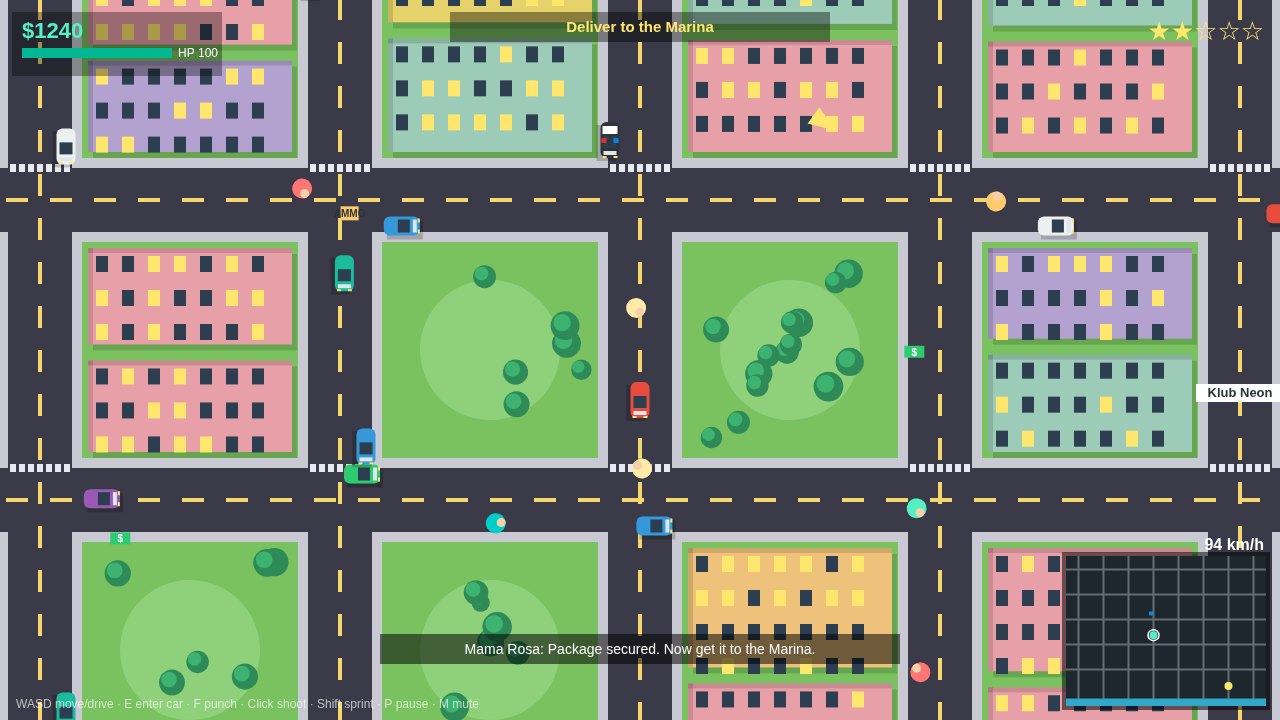 $1240
HP 100
Deliver to the Marina
★★☆☆☆
AMMO
$
Klub Neon
$
94 km/h
Mama Rosa: Package secured. Now get it to the Marina.
WASD move/drive · E enter car · F punch · Click shoot · Shift sprint · P pause · M mute